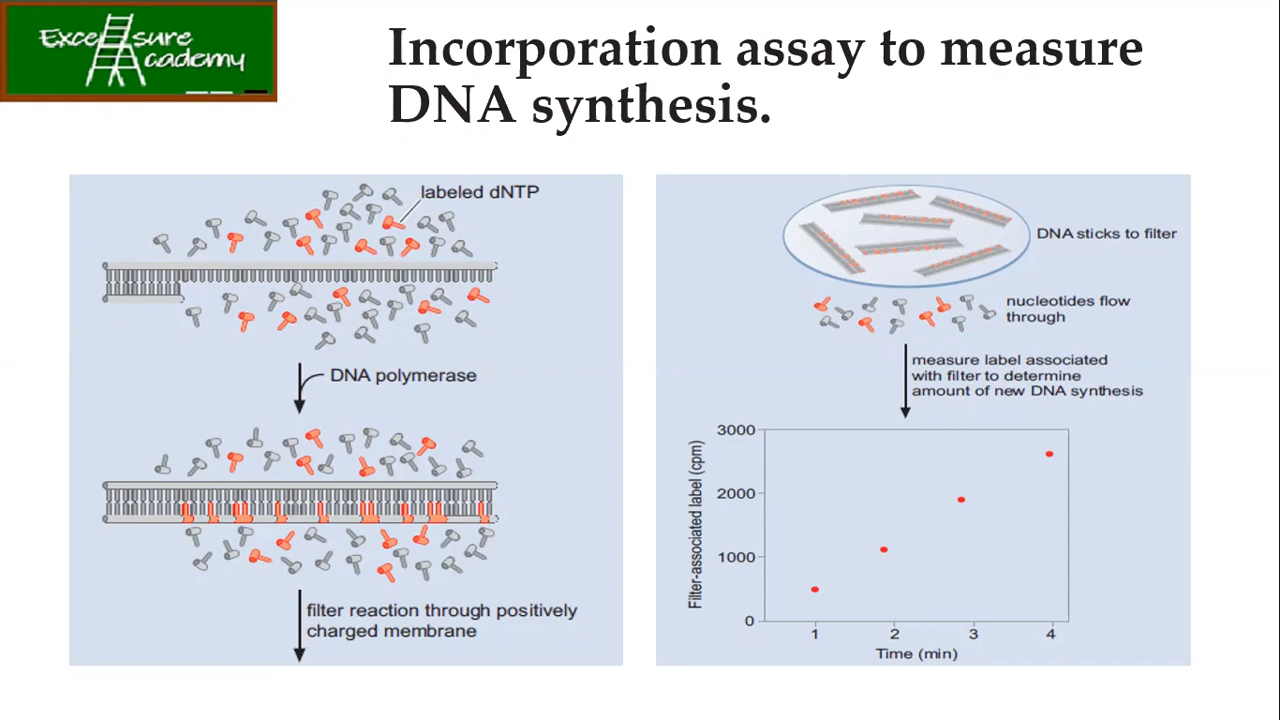 Excelsure
Academy
Incorporation assay to measure
DNA synthesis.
labeled dNTP
DNA polymerase
filter reaction through positively
charged membrane
DNA sticks to filter
nucleotides flow
through
measure label associated
with filter to determine
amount of new DNA synthesis
Filter-associated label (cpm)
3000
2000
1000
0
1 2 3 4
Time (min)